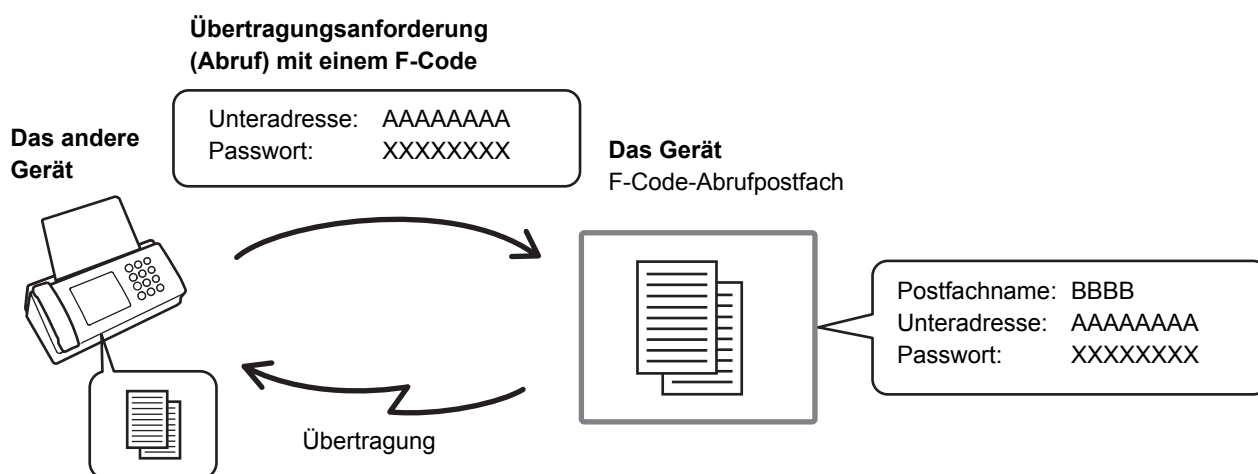 Übertragungsanforderung
(Abruf) mit einem F-Code
Unteradresse: AAAAAAAA
Passwort: XXXXXXXX
Das andere
Gerät
Das Gerät
F-Code-Abrufpostfach
Postfachname: BBBB
Unteradresse: AAAAAAAA
Passwort: XXXXXXXX
Übertragung